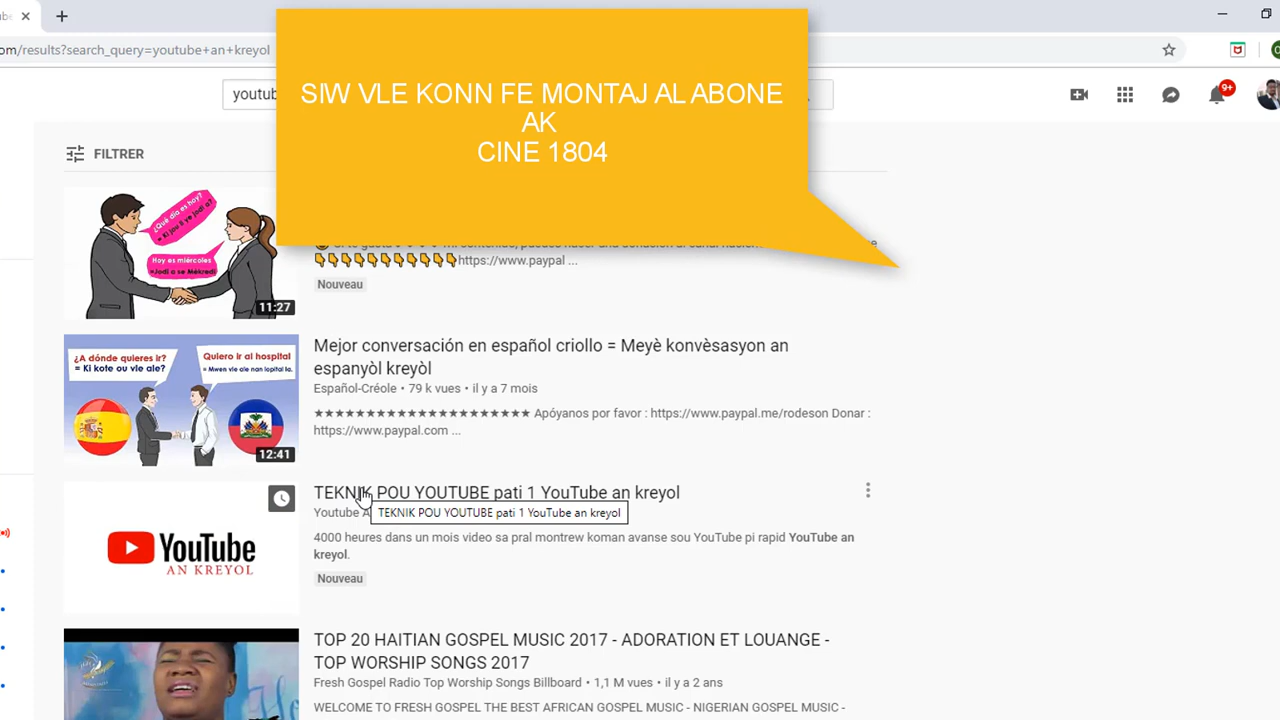 om/results?search_query=youtube+an+kreyol
SIW VLE KONN FE MONTAJ AL ABONE
AK
CINE 1804
9+
FILTRER
¿Qué día es hoy?
= Ki jou li ye jodi a?
Hoy es miércoles
=Jodi a se Mèkredi
11:27
https://www.paypal ...
Nouveau
¿A dónde quieres ir?
= Ki kote ou vle ale?
Quiero ir al hospital
= Mwen vle ale nan lopital la.
12:41
Mejor conversación en español criollo = Meyè konvèsasyon an
espanyòl kreyòl
Español-Créole • 79 k vues • il y a 7 mois
★★★★★★★★★★★★★★★★★★★★★ Apóyanos por favor : https://www.paypal.me/rodeson Donar :
https://www.paypal.com ...
YouTube
AN KREYOL
TEKNIK POU YOUTUBE pati 1 YouTube an kreyol
Youtube A
TEKNIK POU YOUTUBE pati 1 YouTube an kreyol
4000 heures dans un mois video sa pral montrew koman avanse sou YouTube pi rapid YouTube an
kreyol.
Nouveau
TOP 20 HAITIAN GOSPEL MUSIC 2017 - ADORATION ET LOUANGE -
TOP WORSHIP SONGS 2017
Fresh Gospel Radio Top Worship Songs Billboard • 1,1 M vues • il y a 2 ans
WELCOME TO FRESH GOSPEL THE BEST AFRICAN GOSPEL MUSIC - NIGERIAN GOSPEL MUSIC -